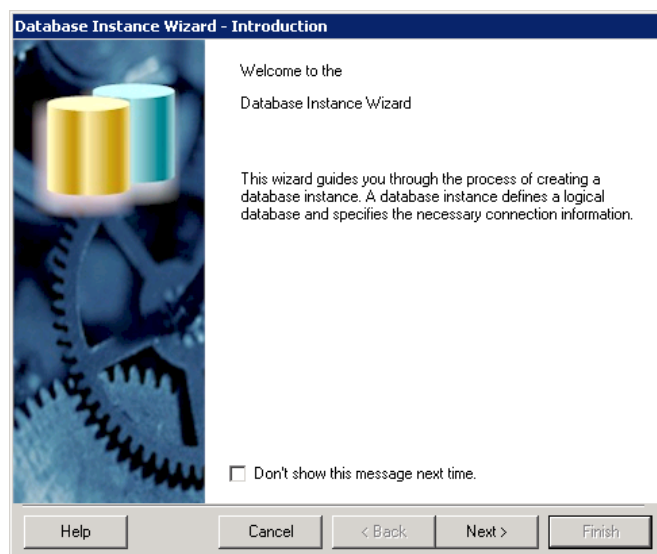 Database Instance Wizard - Introduction
Welcome to the
Database Instance Wizard
This wizard guides you through the process of creating a
database instance. A database instance defines a logical
database and specifies the necessary connection information.
Don't show this message next time.
Help
Cancel
< Back
Next >
Finish